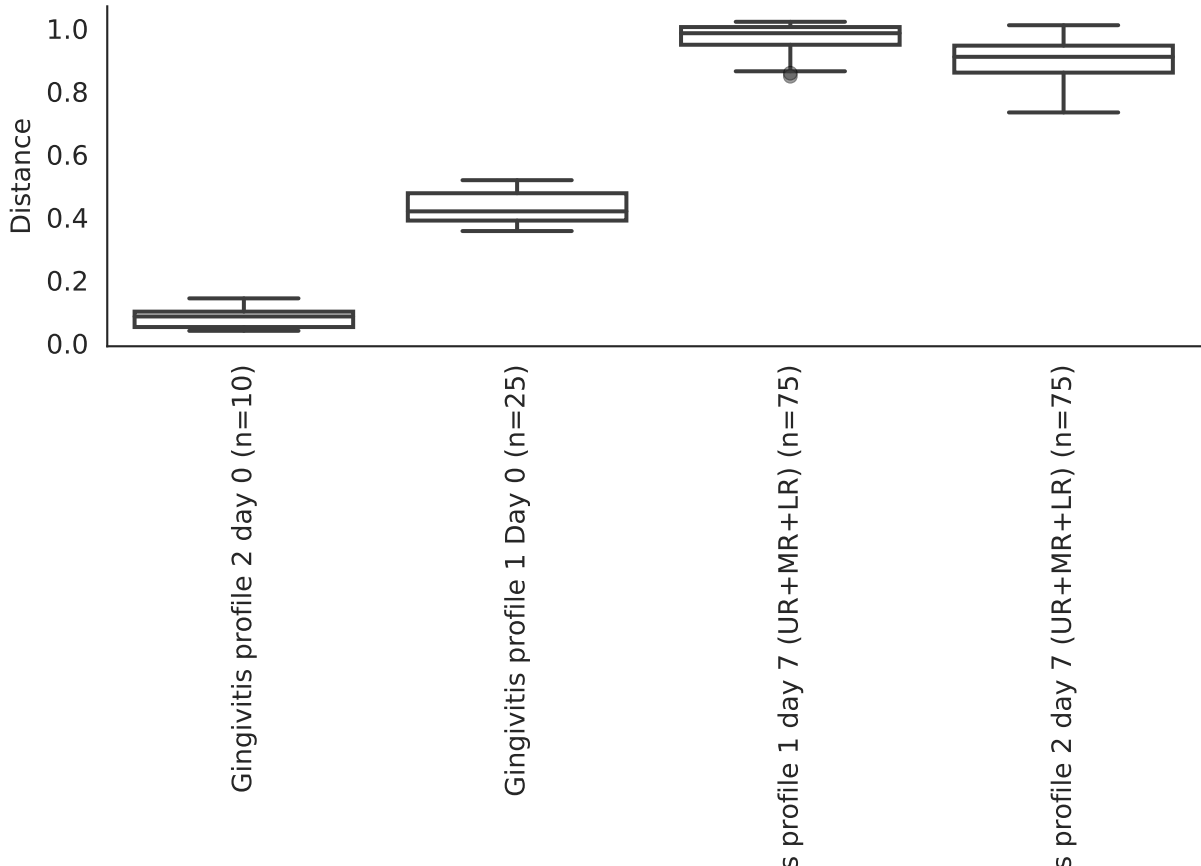 Distance
1.0
0.8
0.6
0.4
0.2
0.0
Gingivitis profile 2 day 0 (n=10)
Gingivitis profile 1 Day 0 (n=25)
s profile 1 day 7 (UR+MR+LR) (n=75)
s profile 2 day 7 (UR+MR+LR) (n=75)